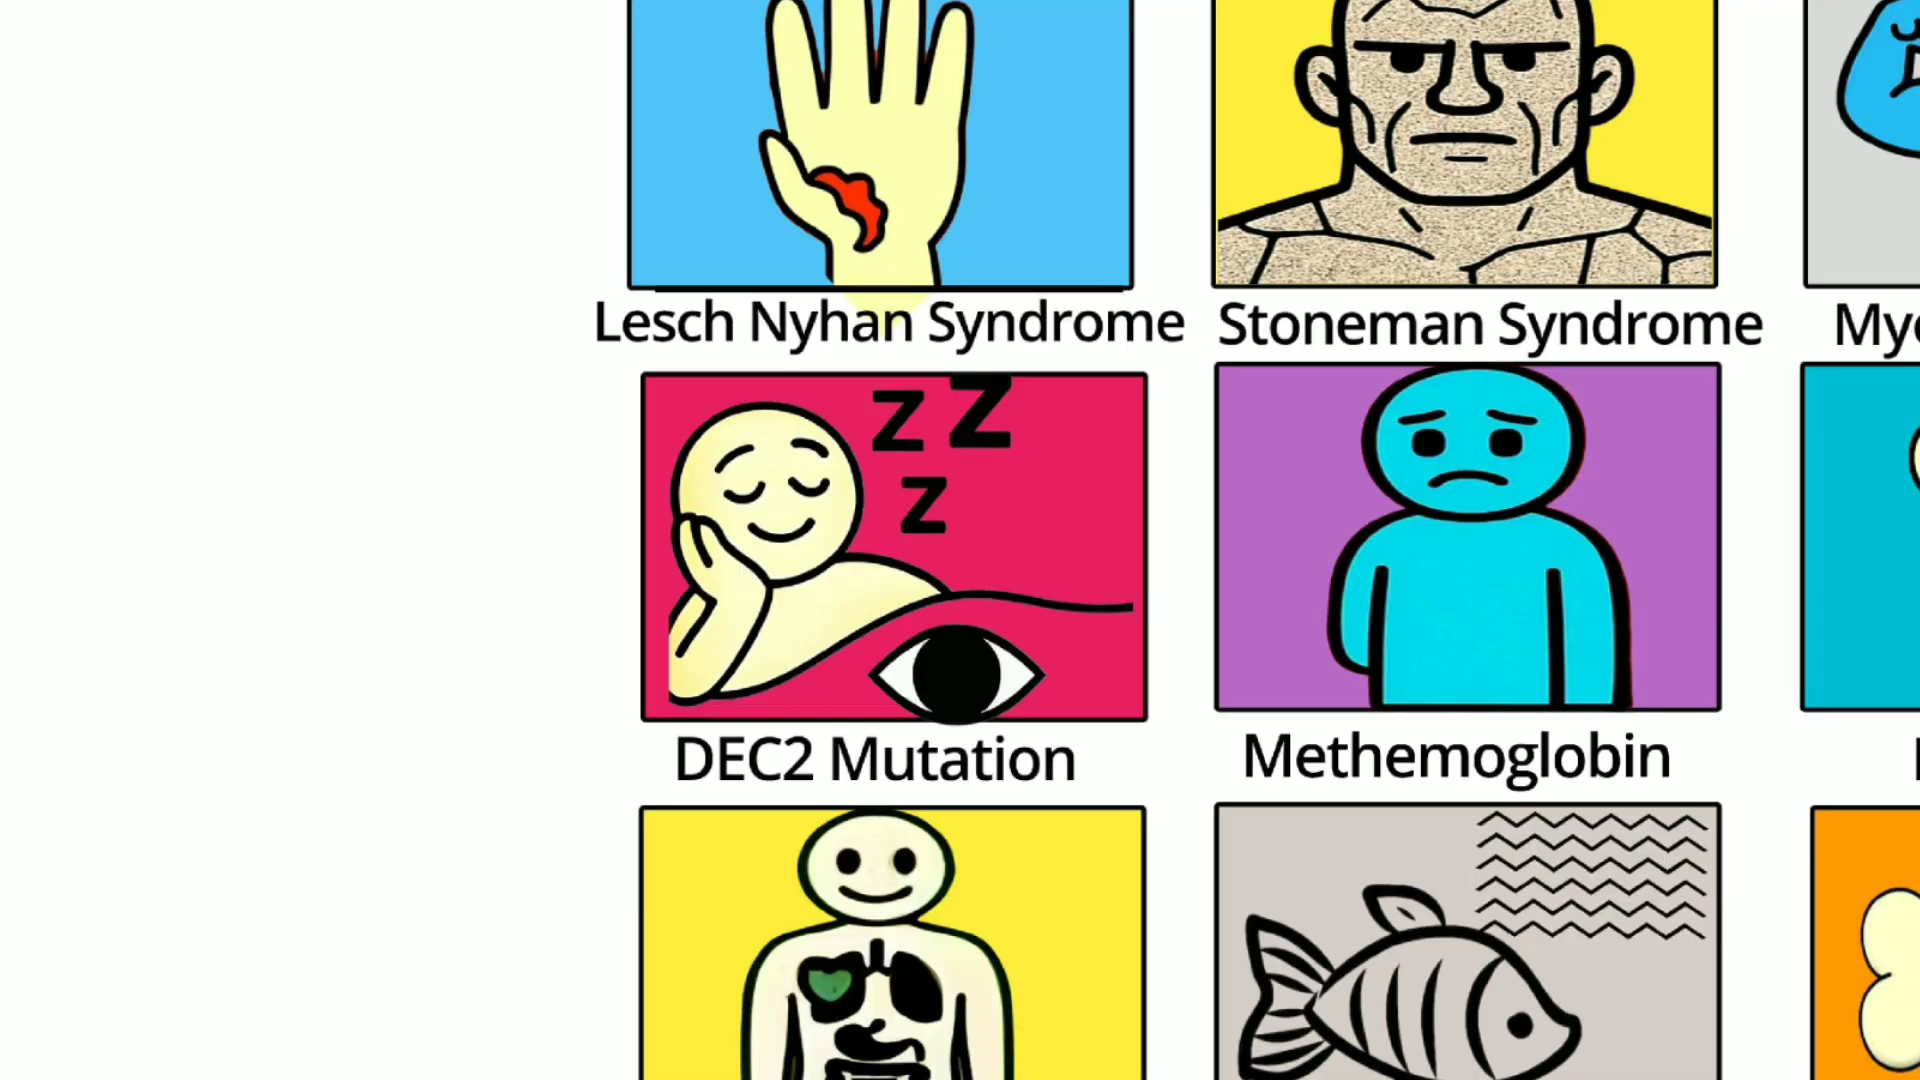 Lesch Nyhan Syndrome
Stoneman Syndrome
z Z
z
DEC2 Mutation
Methemoglobin